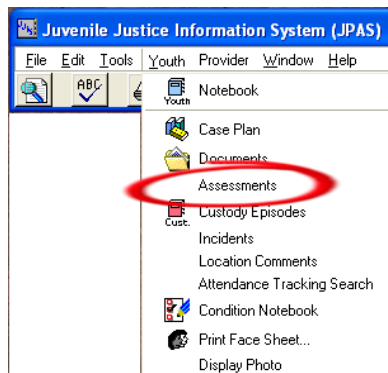 Juvenile Justice Information System (JPAS)
File Edit Tools Youth Provider Window Help
ABC
Youth Notebook
Case Plan
Documents
Assessments
Cust. Custody Episodes
Incidents
Location Comments
Attendance Tracking Search
Condition Notebook
Print Face Sheet...
Display Photo